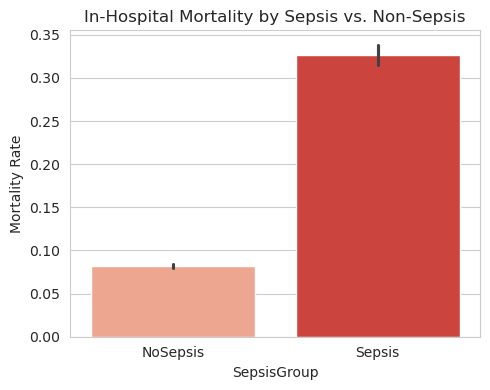 In-Hospital Mortality by Sepsis vs. Non-Sepsis
0.35
0.30
0.25
0.20
0.15
0.10
0.05
0.00
Mortality Rate
NoSepsis
Sepsis
SepsisGroup